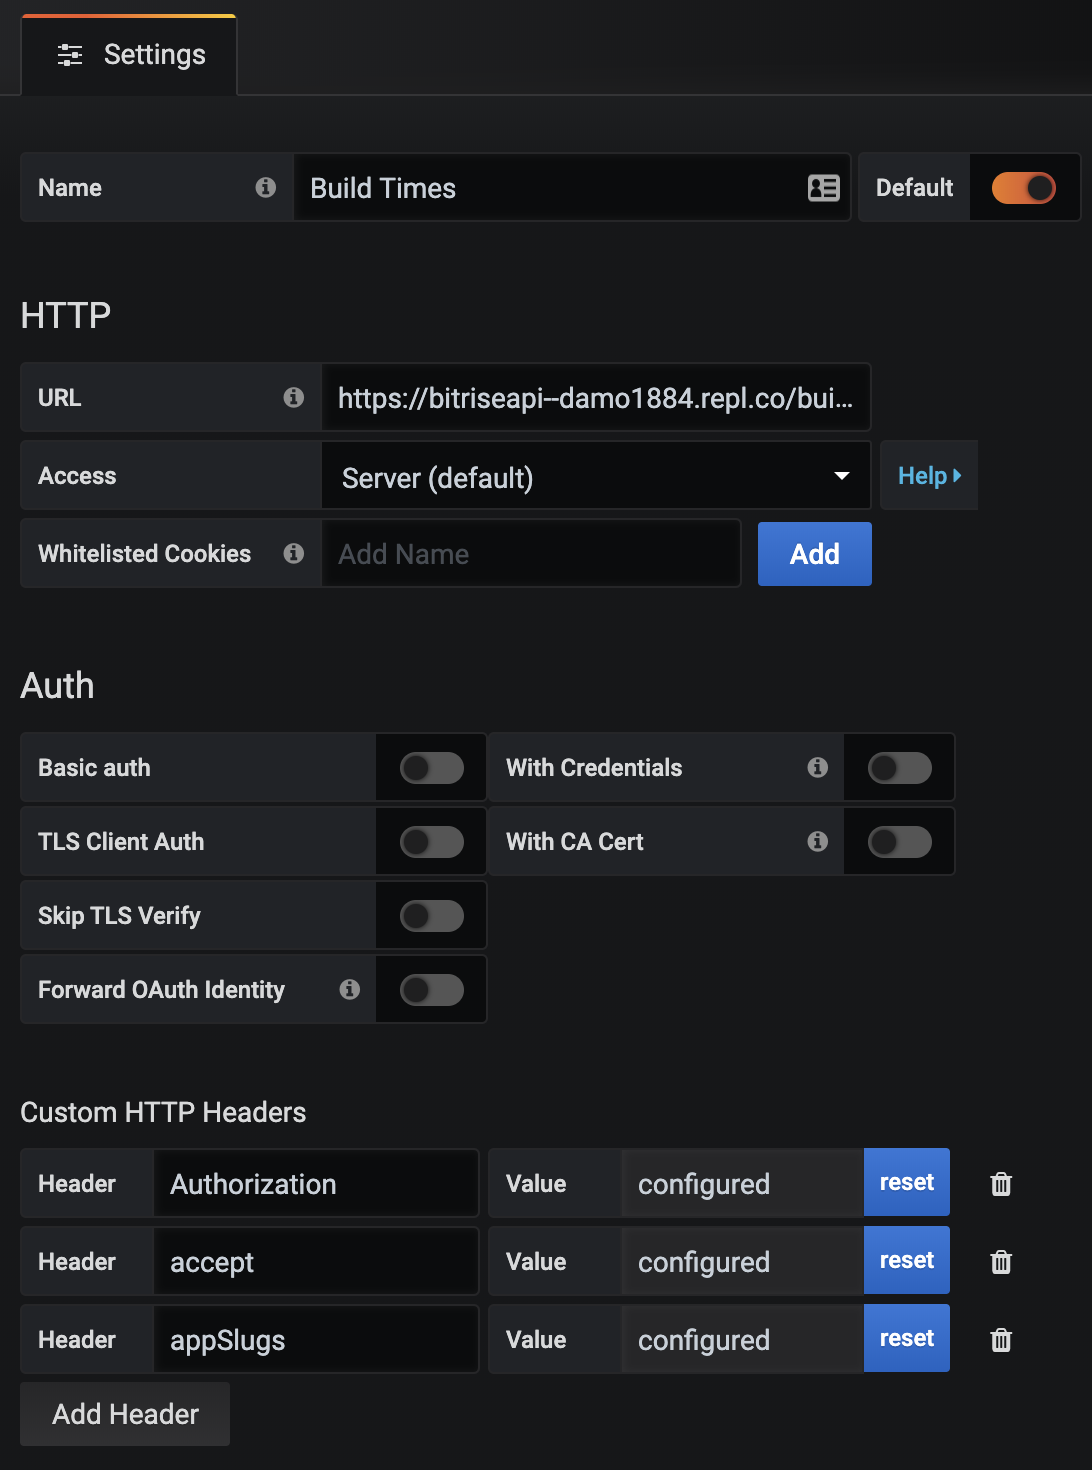 Settings
Name Build Times Default
HTTP
URL https://bitriseapi--damo1884.repl.co/bui...
Access Server (default) Help
Whitelisted Cookies Add Name Add
Auth
Basic auth With Credentials
TLS Client Auth With CA Cert
Skip TLS Verify
Forward OAuth Identity
Custom HTTP Headers
Header Authorization Value configured reset
Header accept Value configured reset
Header appSlugs Value configured reset
Add Header